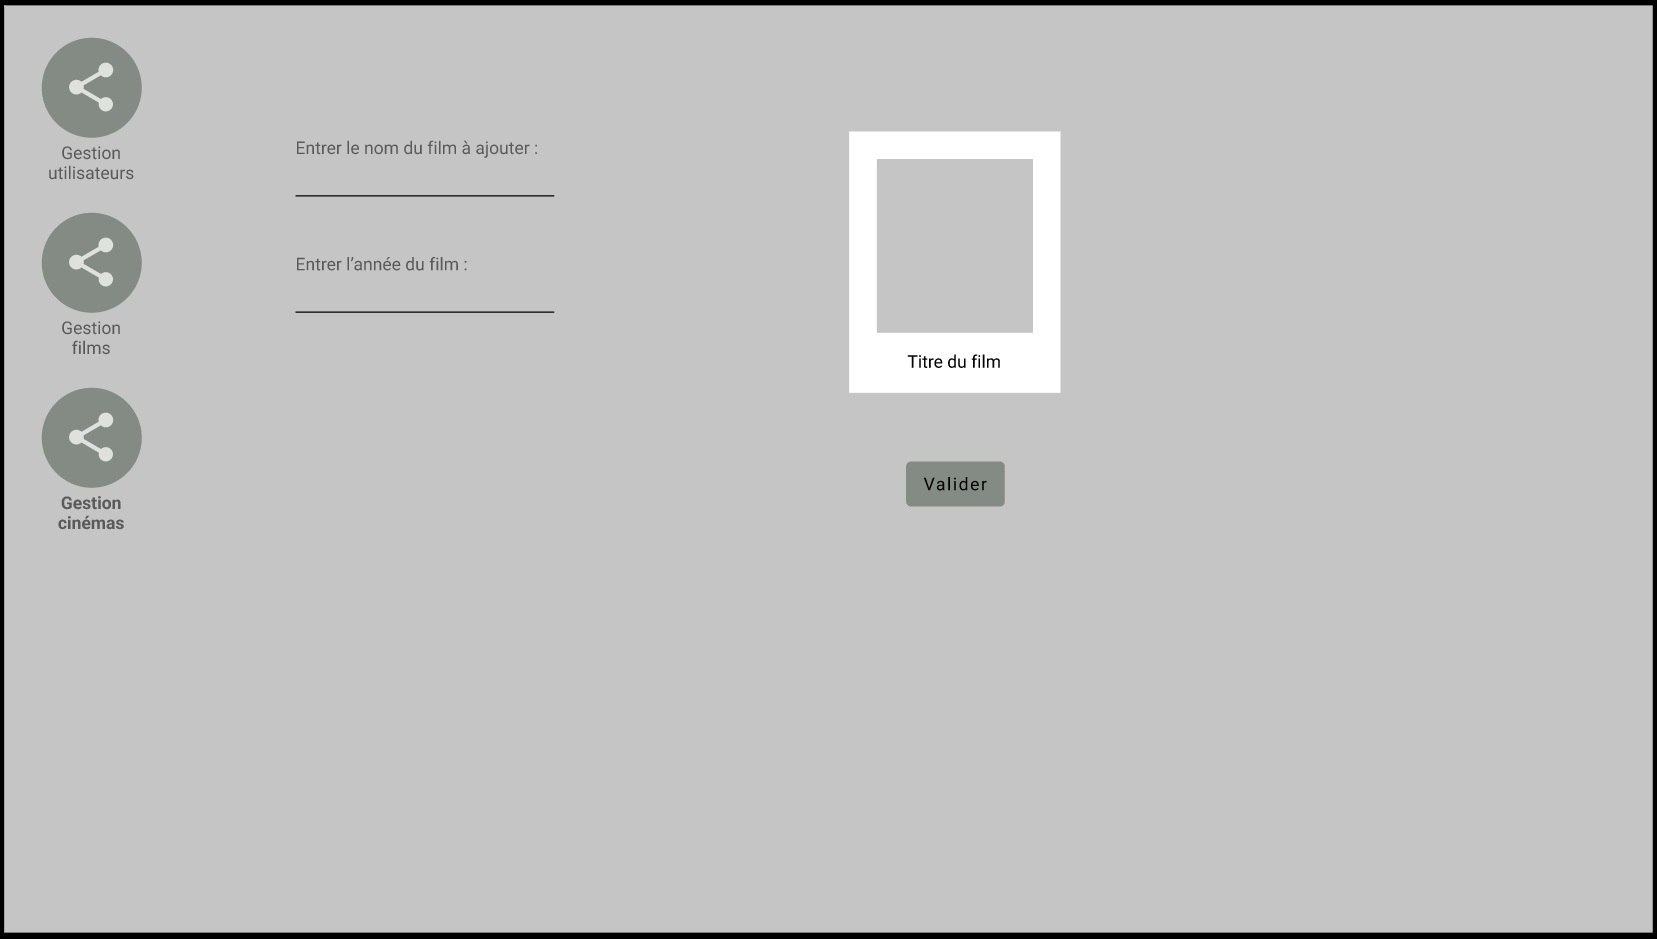 Gestion
utilisateurs
Gestion
films
Gestion
cinémas
Entrer le nom du film à ajouter :
Entrer l’année du film :
Titre du film
Valider